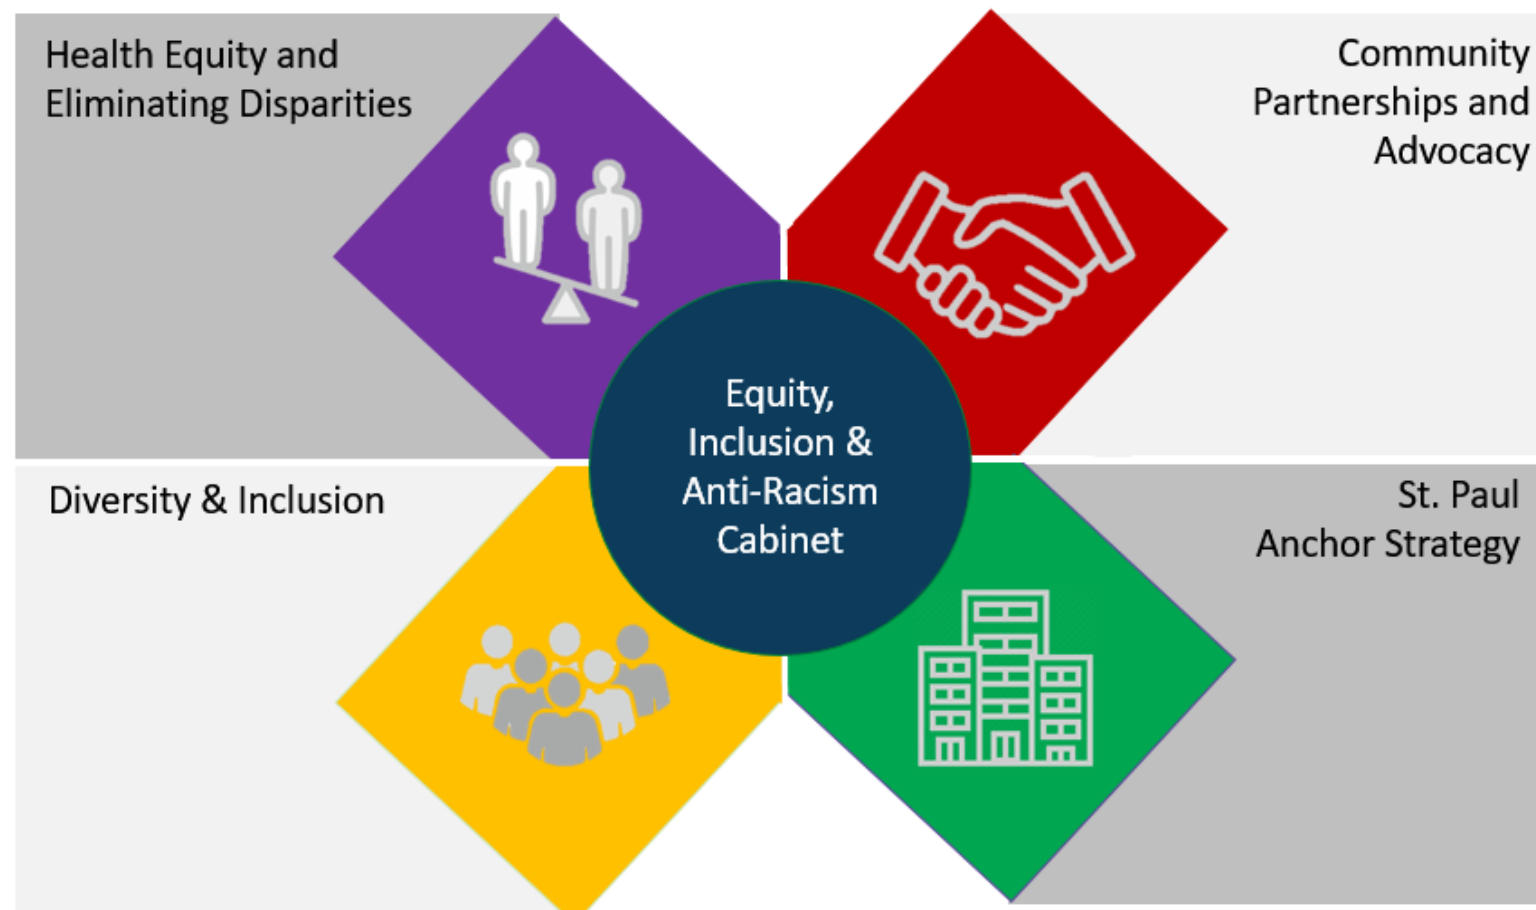 Health Equity and
Eliminating Disparities
Community
Partnerships and
Advocacy
Equity,
Inclusion &
Anti-Racism
Cabinet
Diversity & Inclusion
St. Paul
Anchor Strategy